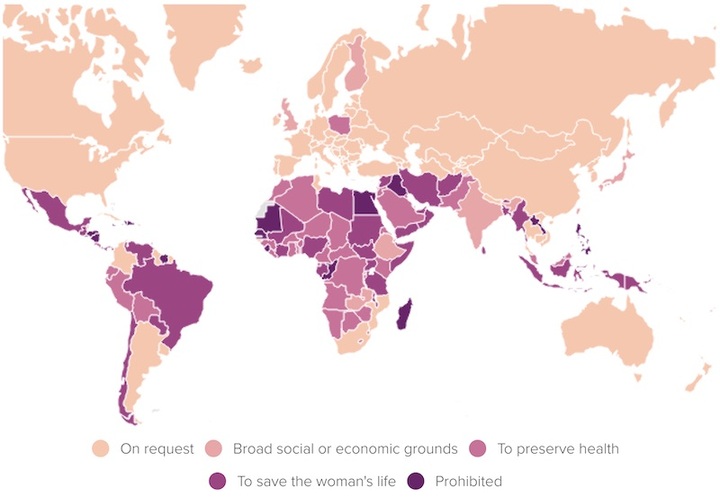 On request Broad social or economic grounds To preserve health
To save the woman's life Prohibited